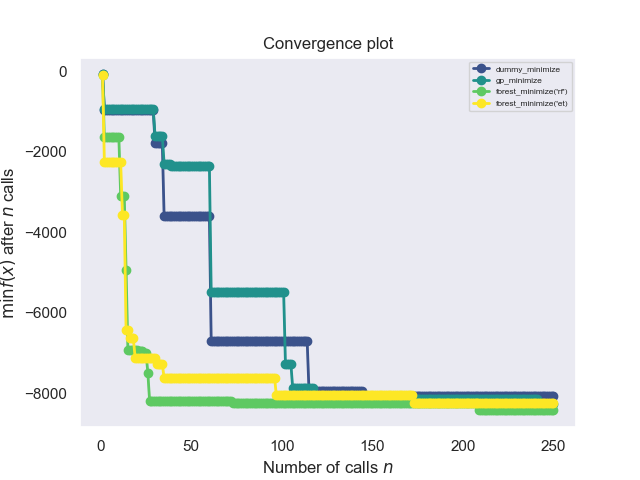 Convergence plot
dummy_minimize
gp_minimize
forest_minimize('rf')
forest_minimize('et)
min f(x) after n calls
0
−2000
−4000
−6000
−8000
0 50 100 150 200 250
Number of calls n